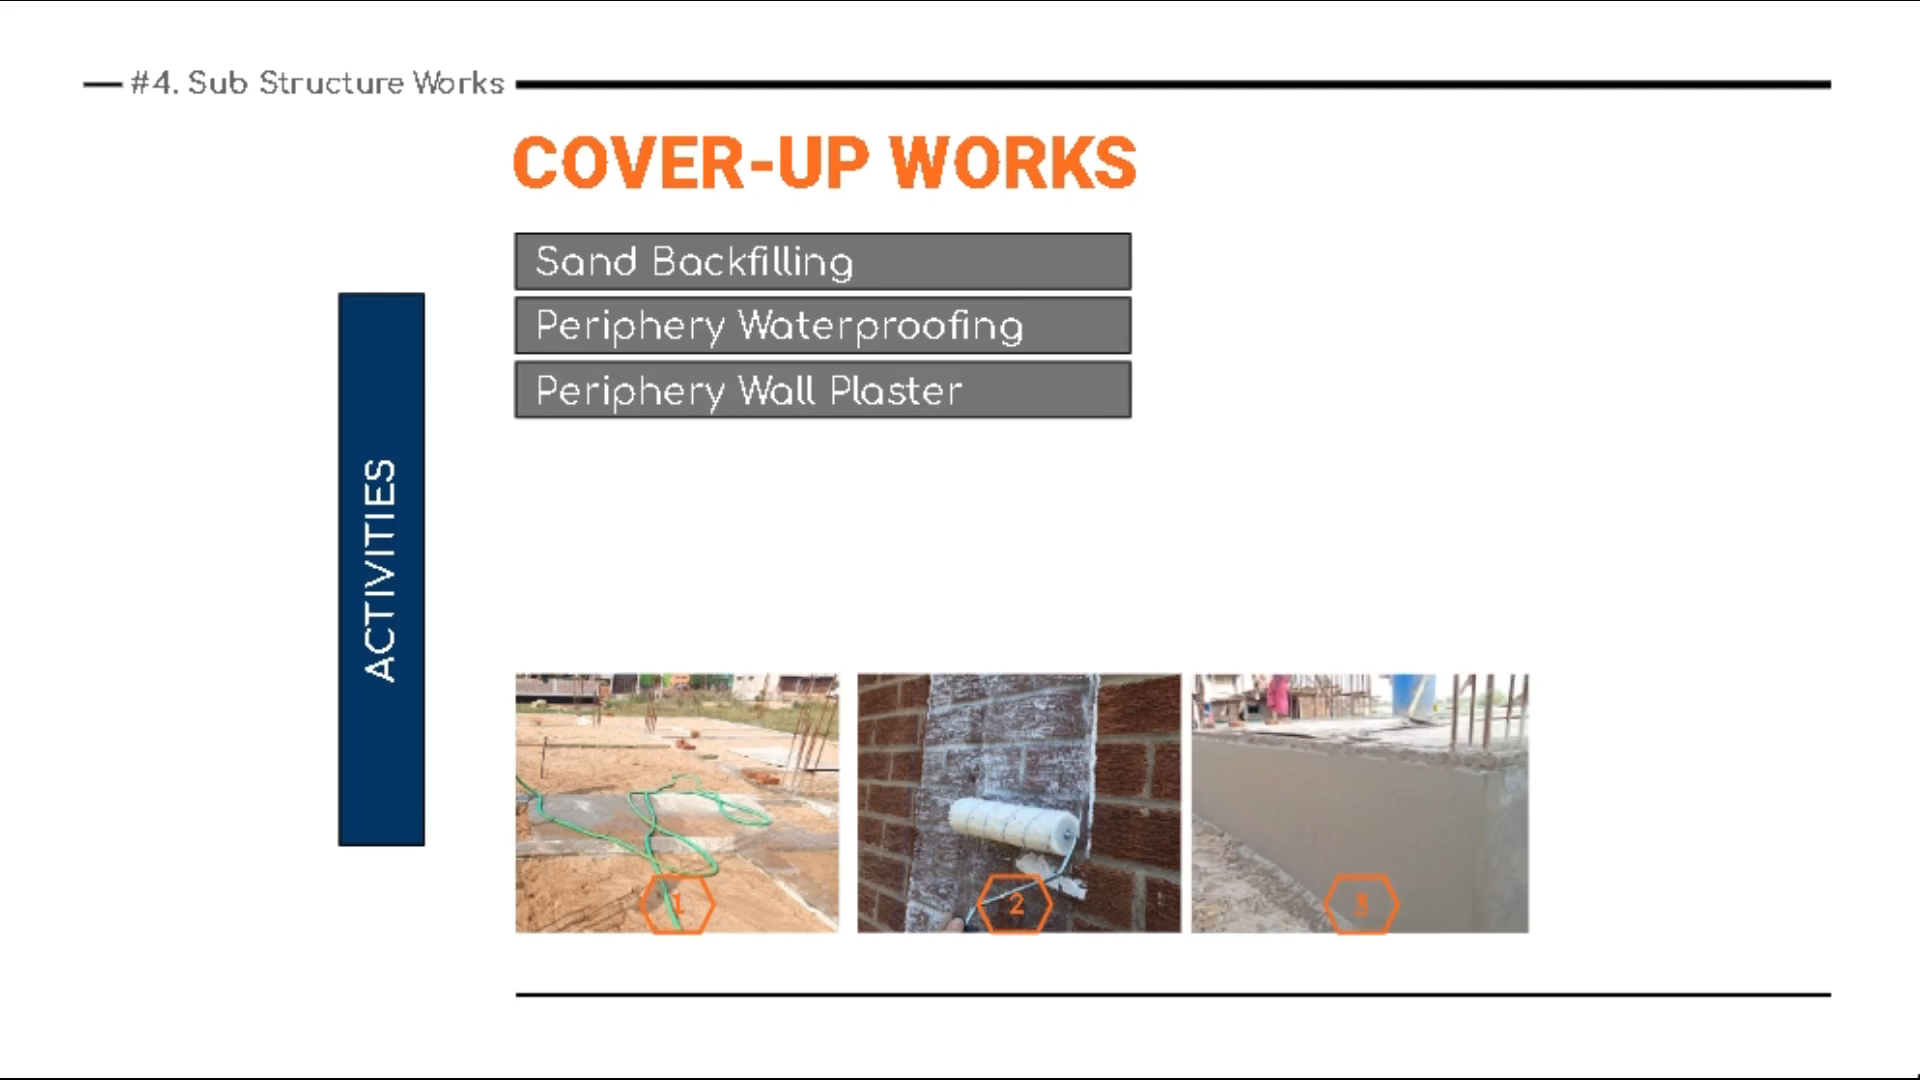 #4. Sub Structure Works
COVER-UP WORKS
Sand Backfilling
Periphery Waterproofing
Periphery Wall Plaster
ACTIVITIES
1
2
3